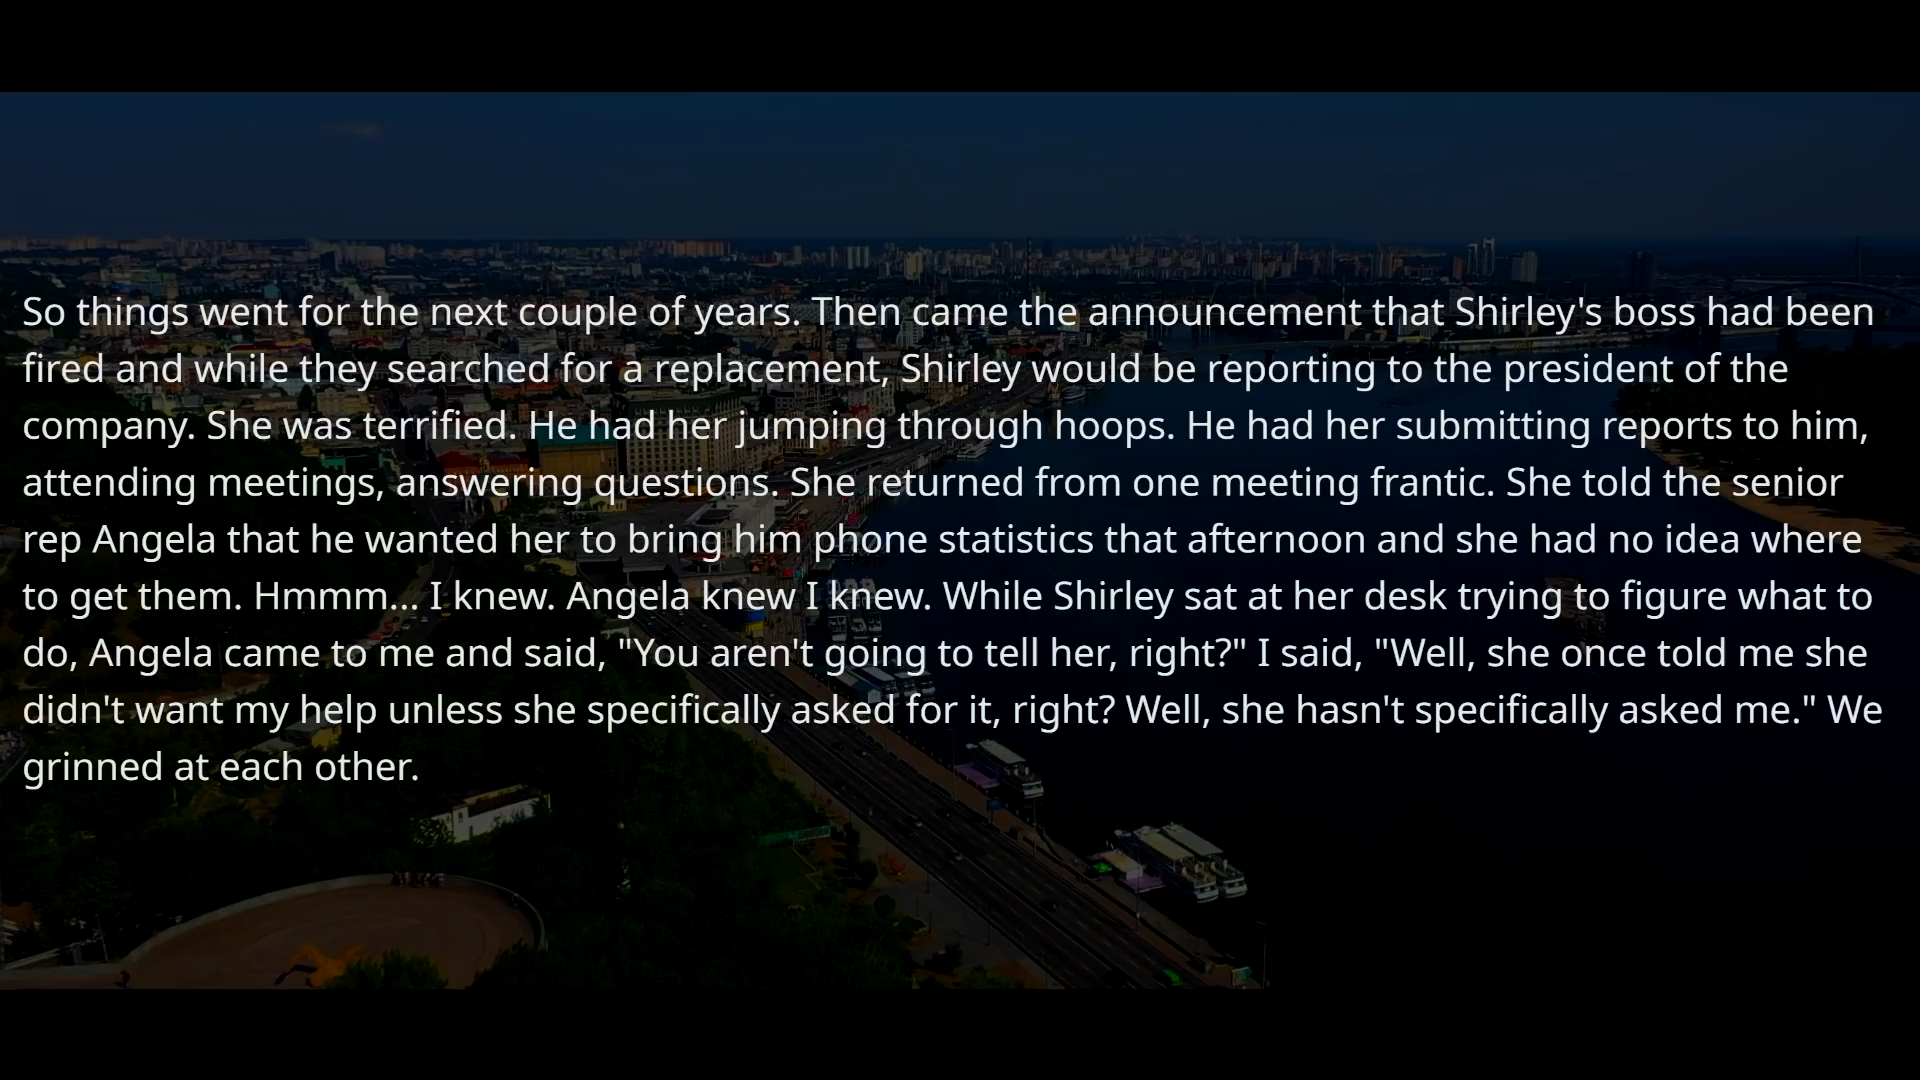 So things went for the next couple of years. Then came the announcement that Shirley's boss had been
fired and while they searched for a replacement, Shirley would be reporting to the president of the
company. She was terrified. He had her jumping through hoops. He had her submitting reports to him,
attending meetings, answering questions. She returned from one meeting frantic. She told the senior
rep Angela that he wanted her to bring him phone statistics that afternoon and she had no idea where
to get them. Hmmm... I knew. Angela knew I knew. While Shirley sat at her desk trying to figure what to
do, Angela came to me and said, "You aren't going to tell her, right?" I said, "Well, she once told me she
didn't want my help unless she specifically asked for it, right? Well, she hasn't specifically asked me." We
grinned at each other.